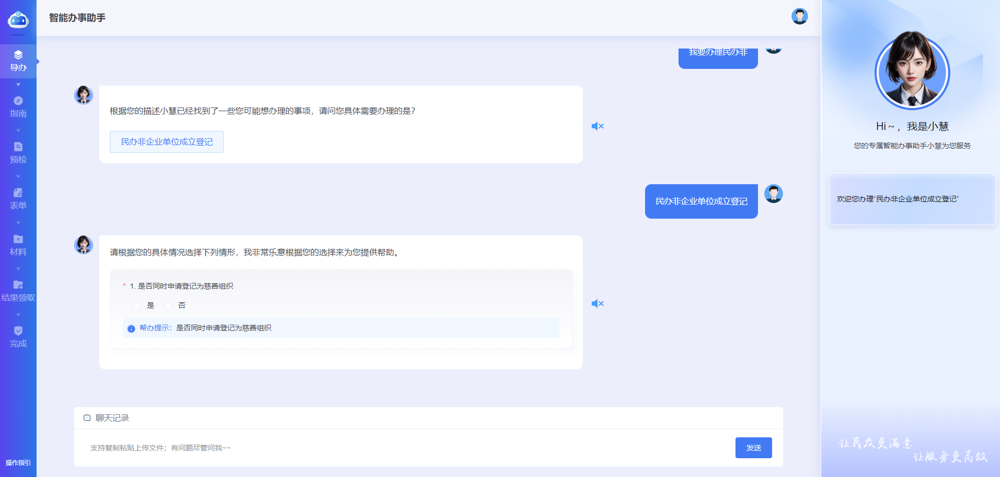 智能办事助手
导办
指南
预检
表单
材料
结果领取
完成
操作指引
我要办理民办非
根据您的描述小慧已经找到了一些您可能想办理的事项，请问您具体需要办理的是？
民办非企业单位成立登记
民办非企业单位成立登记
请根据您的具体情况选择下列情形，我非常乐意根据您的选择来为您提供帮助。
* 1. 是否同时申请登记为慈善组织
是 否
帮办提示：是否同时申请登记为慈善组织
聊天记录
支持复制粘贴上传文件；有问题尽管问我~~
发送
Hi ~ ，我是小慧
您的专属智能办事助手小慧为您服务
欢迎您办理“民办非企业单位成立登记”
让民众更满意
让服务更高效